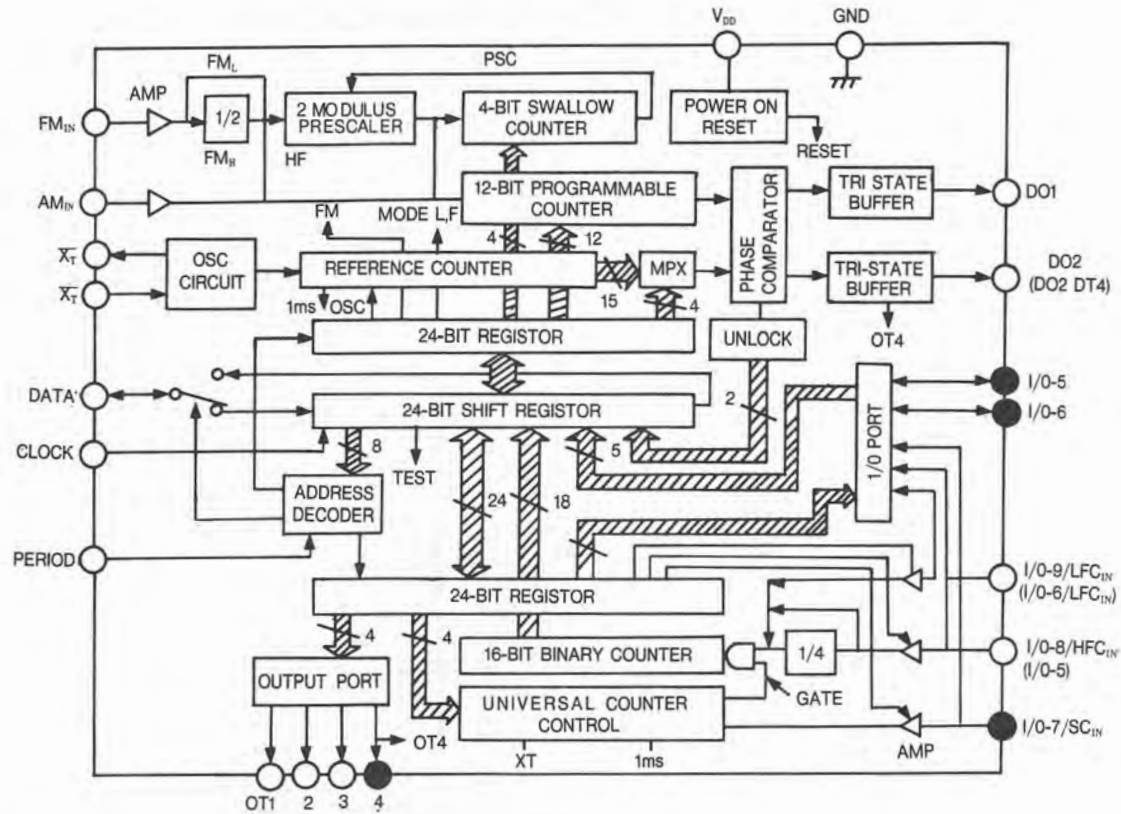 V_DD
GND
FM_L
PSC
AMP
FM_IN
1/2
2 MODULUS
PRESCALER
4-BIT SWALLOW
COUNTER
POWER ON
RESET
FM_H
HF
RESET
AM_IN
12-BIT PROGRAMMABLE
COUNTER
PHASE COMPARATOR
TRI STATE
BUFFER
DO1
FM
MODE L,F
4
12
X_T
X_T
OSC
CIRCUIT
REFERENCE COUNTER
15
MPX
TRI-STATE
BUFFER
DO2
(DO2 DT4)
1ms
OSC
4
OT4
24-BIT REGISTER
UNLOCK
DATA
24-BIT SHIFT REGISTER
2
I/0-5
I/0-6
1/0 PORT
CLOCK
8
TEST
5
ADDRESS
DECODER
24
18
PERIOD
24-BIT REGISTER
I/0-9/LFC_IN
(I/0-6/LFC_IN)
4
4
16-BIT BINARY COUNTER
1/4
I/0-8/HFC_IN
(I/0-5)
OUTPUT PORT
UNIVERSAL COUNTER
CONTROL
GATE
AMP
I/0-7/SC_IN
OT4
XT
1ms
OT1
2
3
4